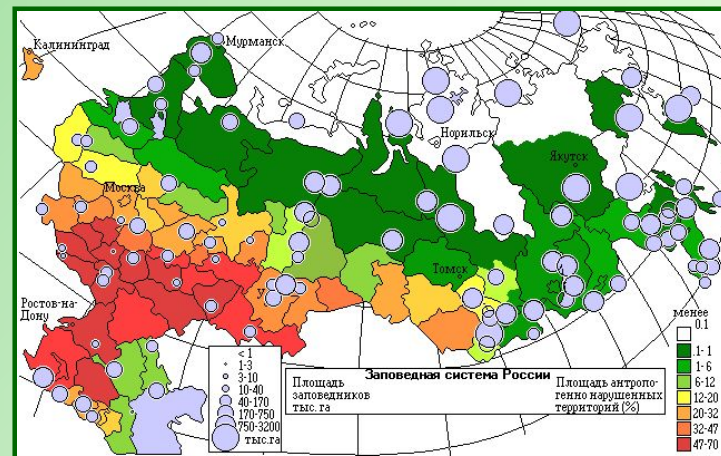 Калининград
Мурманск
Норильск
Якутск
Москва
Томск
Ростов-на-
Дону
У
менее
0.1
.1- 1
1-6
6-12
12-20
20-32
32-47
47-70
< 1
1-3
3-10
10-40
40-170
170-750
750-3200
тыс.га
Заповедная система России
Площадь
заповедников
тыс. га
Площадь антропо-
генно нарушенных
территорий (%)